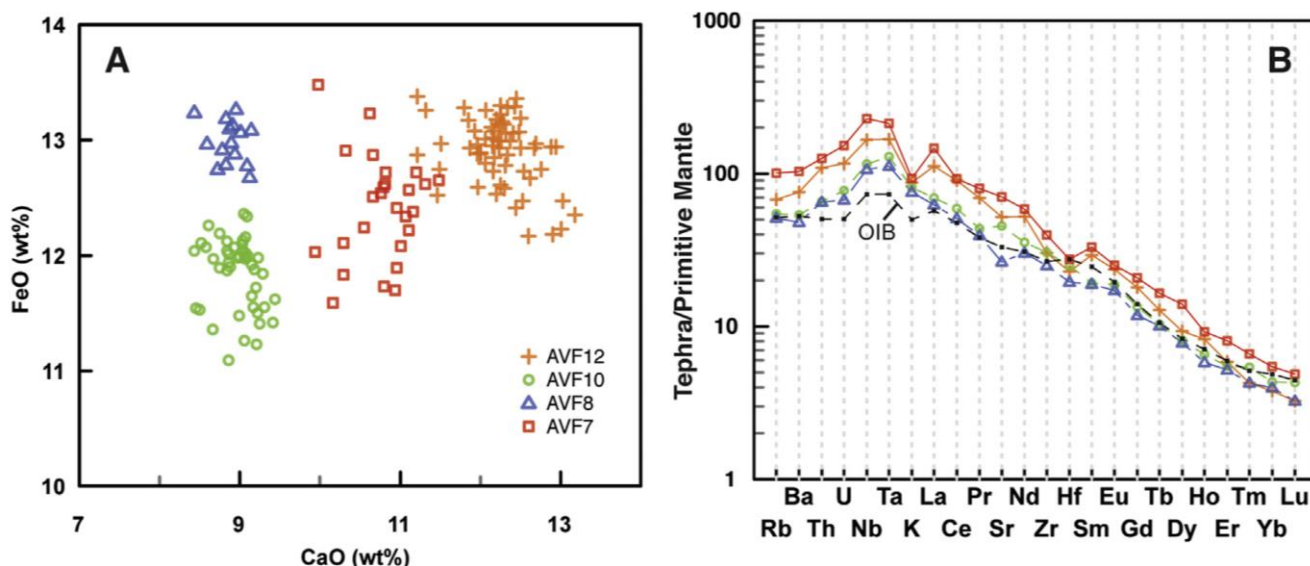 A
14
13
12
11
10
FeO (wt%)
7
9
11
13
CaO (wt%)
AVF12
AVF10
AVF8
AVF7
B
1000
100
10
1
Tephra/Primitive Mantle
OIB
Ba U Ta La Pr Nd Hf Eu Tb Ho Tm Lu
Rb Th Nb K Ce Sr Zr Sm Gd Dy Er Yb